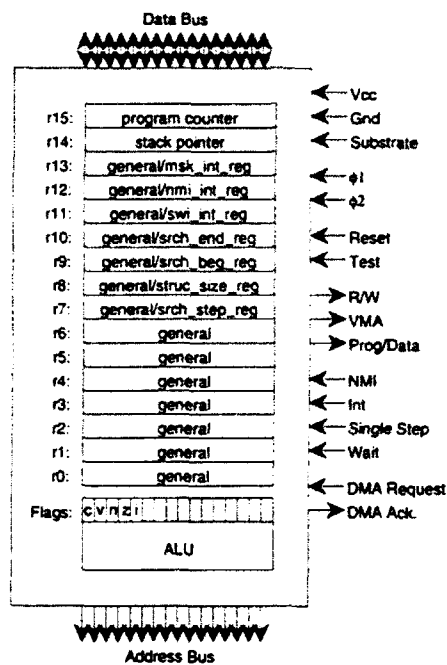 Data Bus
r15: program counter
r14: stack pointer
r13: general/msk_int_reg
r12: general/nmi_int_reg
r11: general/swi_int_reg
r10: general/srch_end_reg
r9: general/srch_beg_reg
r8: general/struc_size_reg
r7: general/srch_step_reg
r6: general
r5: general
r4: general
r3: general
r2: general
r1: general
r0: general
Flags: c v n z i
ALU
Vcc
Gnd
Substrate
ϕ1
ϕ2
Reset
Test
R/W
VMA
Prog/Data
NMI
Int
Single Step
Wait
DMA Request
DMA Ack.
Address Bus